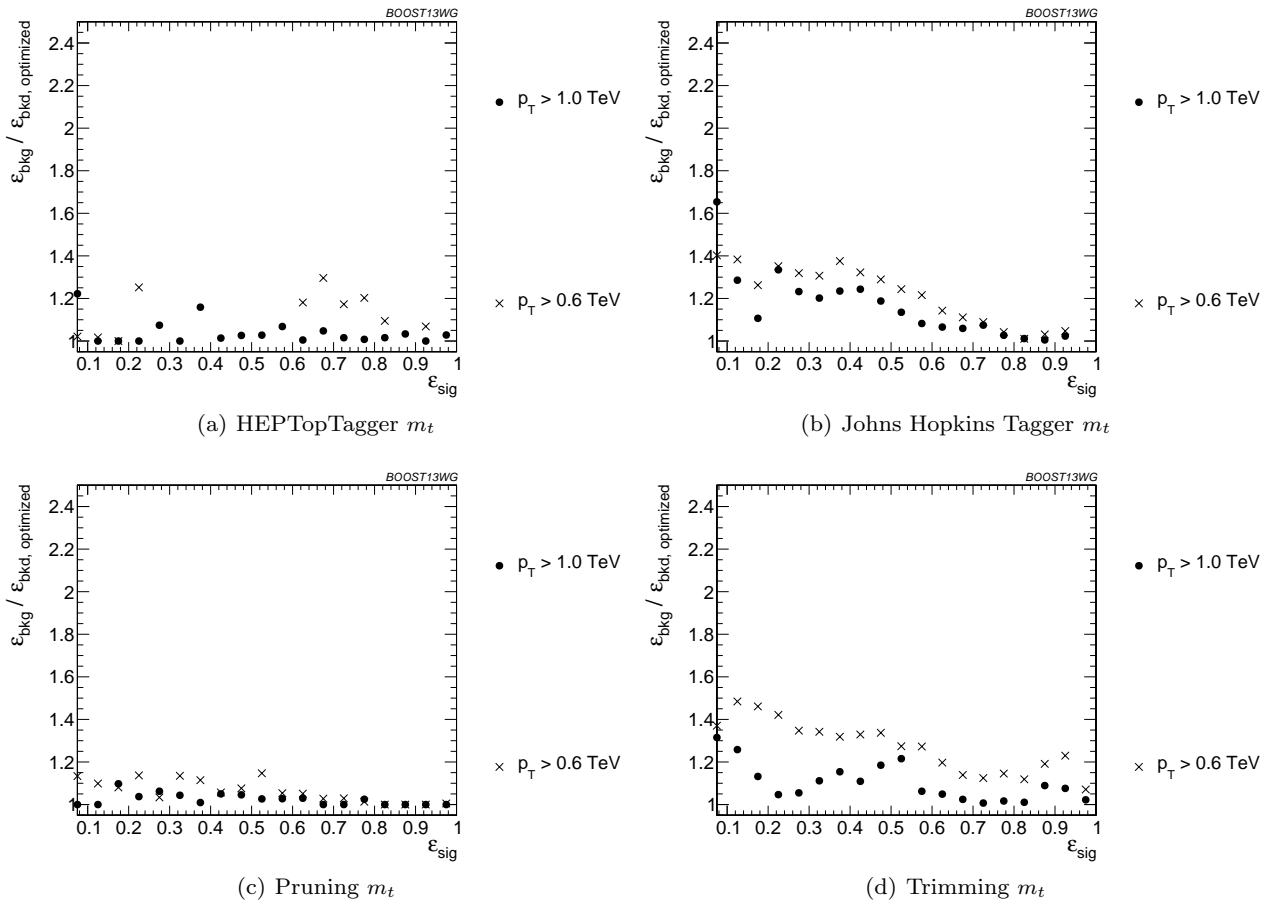 BOOST13WG
ε_bkg / ε_bkd, optimized
2.4
2.2
2
1.8
1.6
1.4
1.2
1
0.1 0.2 0.3 0.4 0.5 0.6 0.7 0.8 0.9 1
ε_sig
p_T > 1.0 TeV
p_T > 0.6 TeV
(a) HEPTopTagger m_t
BOOST13WG
ε_bkg / ε_bkd, optimized
2.4
2.2
2
1.8
1.6
1.4
1.2
1
0.1 0.2 0.3 0.4 0.5 0.6 0.7 0.8 0.9 1
ε_sig
p_T > 1.0 TeV
p_T > 0.6 TeV
(b) Johns Hopkins Tagger m_t
BOOST13WG
ε_bkg / ε_bkd, optimized
2.4
2.2
2
1.8
1.6
1.4
1.2
1
0.1 0.2 0.3 0.4 0.5 0.6 0.7 0.8 0.9 1
ε_sig
p_T > 1.0 TeV
p_T > 0.6 TeV
(c) Pruning m_t
BOOST13WG
ε_bkg / ε_bkd, optimized
2.4
2.2
2
1.8
1.6
1.4
1.2
1
0.1 0.2 0.3 0.4 0.5 0.6 0.7 0.8 0.9 1
ε_sig
p_T > 1.0 TeV
p_T > 0.6 TeV
(d) Trimming m_t